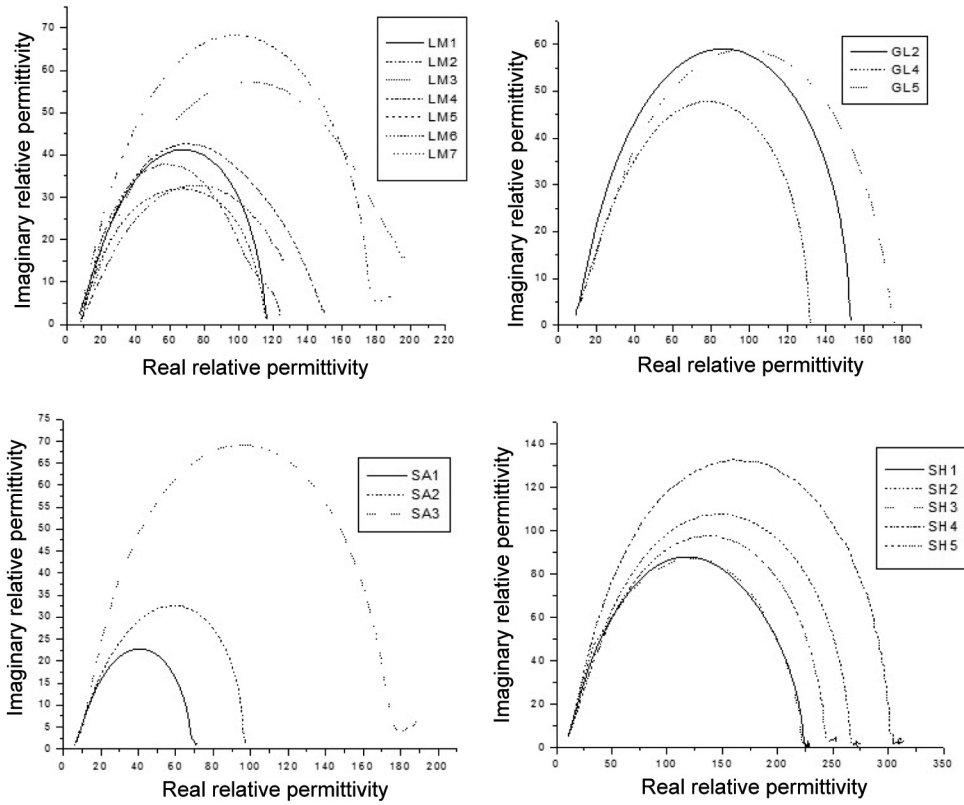 70
60
50
40
30
20
10
0
0 20 40 60 80 100 120 140 160 180 200 220
Imaginary relative permittivity
Real relative permittivity
LM1
LM2
LM3
LM4
LM5
LM6
LM7
60
50
40
30
20
10
0
0 20 40 60 80 100 120 140 160 180
Imaginary relative permittivity
Real relative permittivity
GL2
GL4
GL5
75
70
65
60
55
50
45
40
35
30
25
20
15
10
5
0
0 20 40 60 80 100 120 140 160 180 200
Imaginary relative permittivity
Real relative permittivity
SA1
SA2
SA3
140
120
100
80
60
40
20
0
0 50 100 150 200 250 300 350
Imaginary relative permittivity
Real relative permittivity
SH1
SH2
SH3
SH4
SH5